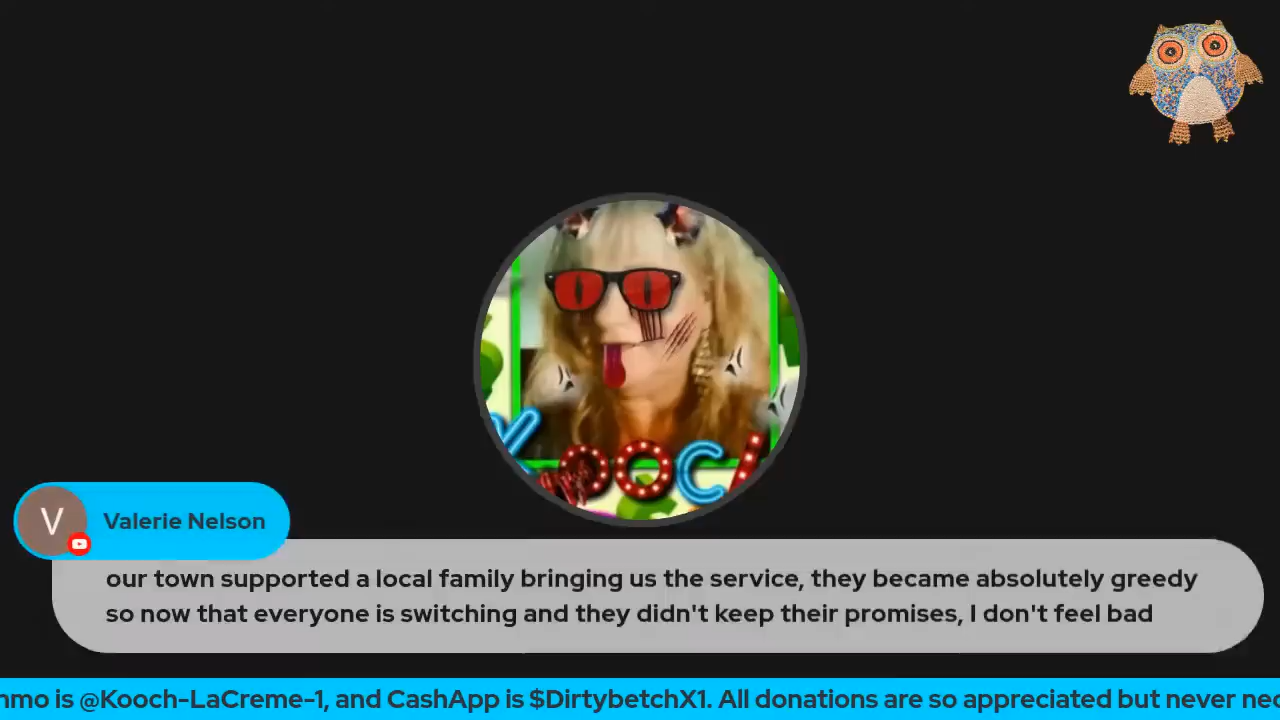 KOOCI
V
Valerie Nelson
our town supported a local family bringing us the service, they became absolutely greedy
so now that everyone is switching and they didn't keep their promises, I don't feel bad
nmo is @Kooch-LaCreme-1, and CashApp is $DirtybetchX1. All donations are so appreciated but never nec